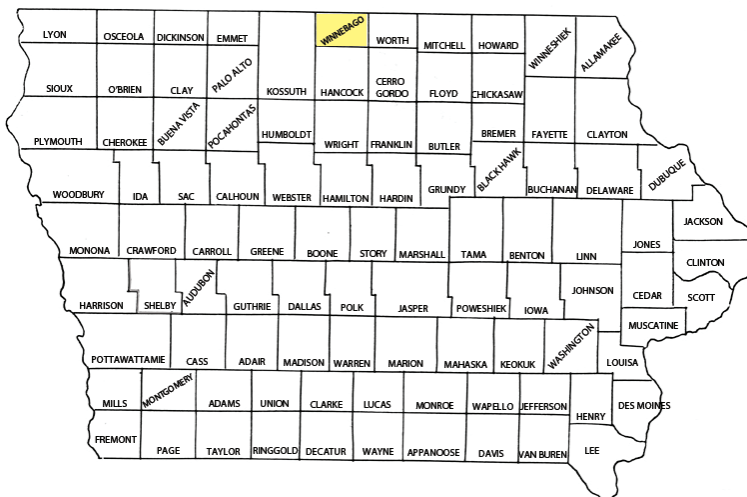 LYON
OSCEOLA
DICKINSON
EMMET
WINNEBAGO
WORTH
MITCHELL
HOWARD
WINNESHIEK
ALLAMAKEE
SIOUX
O'BRIEN
CLAY
PALO ALTO
KOSSUTH
HANCOCK
CERRO
GORDO
FLOYD
CHICKASAW
PLYMOUTH
CHEROKEE
BUENA VISTA
POCAHONTAS
HUMBOLDT
WRIGHT
FRANKLIN
BUTLER
BREMER
FAYETTE
CLAYTON
WOODBURY
IDA
SAC
CALHOUN
WEBSTER
HAMILTON
HARDIN
GRUNDY
BLACK HAWK
BUCHANAN
DELAWARE
DUBUQUE
JACKSON
MONONA
CRAWFORD
CARROLL
GREENE
BOONE
STORY
MARSHALL
TAMA
BENTON
LINN
JONES
CLINTON
HARRISON
SHELBY
AUDUBON
GUTHRIE
DALLAS
POLK
JASPER
POWESHIEK
IOWA
JOHNSON
CEDAR
SCOTT
MUSCATINE
POTTAWATTAMIE
CASS
ADAIR
MADISON
WARREN
MARION
MAHASKA
KEOKUK
WASHINGTON
LOUISA
MILLS
MONTGOMERY
ADAMS
UNION
CLARKE
LUCAS
MONROE
WAPELLO
JEFFERSON
HENRY
DES MOINES
FREMONT
PAGE
TAYLOR
RINGGOLD
DECATUR
WAYNE
APPANOOSE
DAVIS
VAN BUREN
LEE